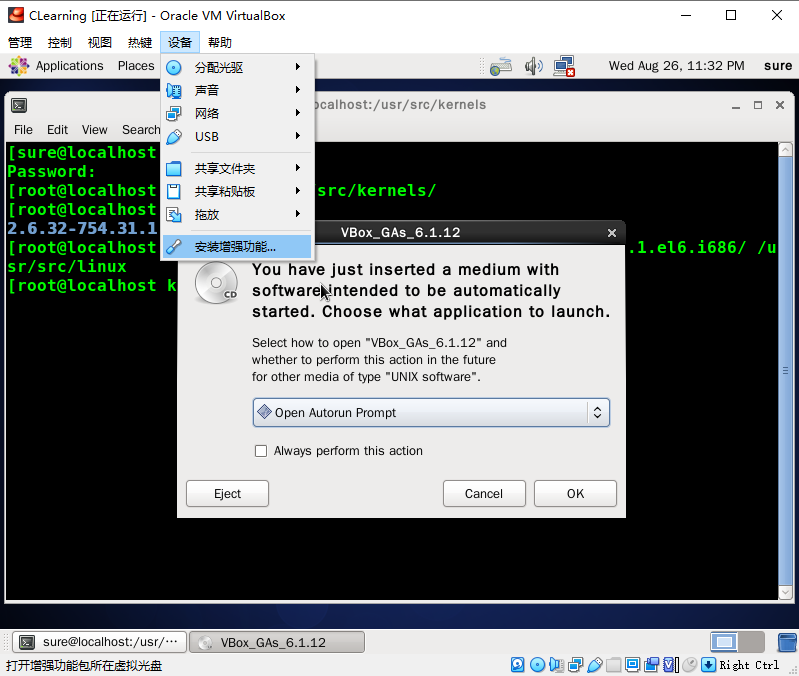 CLearning [正在运行] - Oracle VM VirtualBox
管理 控制 视图 热键 设备 帮助
Applications Places Wed Aug 26, 11:32 PM sure
分配光驱
声音
网络
USB
共享文件夹
共享粘贴板
拖放
安装增强功能...
ocalhost:/usr/src/kernels
File Edit View Search
[sure@localhost
Password:
[root@localhost src/kernels/
[root@localhost
2.6.32-754.31.1
[root@localhost .1.el6.i686/ /u
sr/src/linux
[root@localhost k
VBox_GAs_6.1.12
CD
You have just inserted a medium with
software intended to be automatically
started. Choose what application to launch.
Select how to open "VBox_GAs_6.1.12" and
whether to perform this action in the future
for other media of type "UNIX software".
Open Autorun Prompt
Always perform this action
Eject Cancel OK
sure@localhost:/usr/··· VBox_GAs_6.1.12
打开增强功能包所在虚拟光盘 Right Ctrl